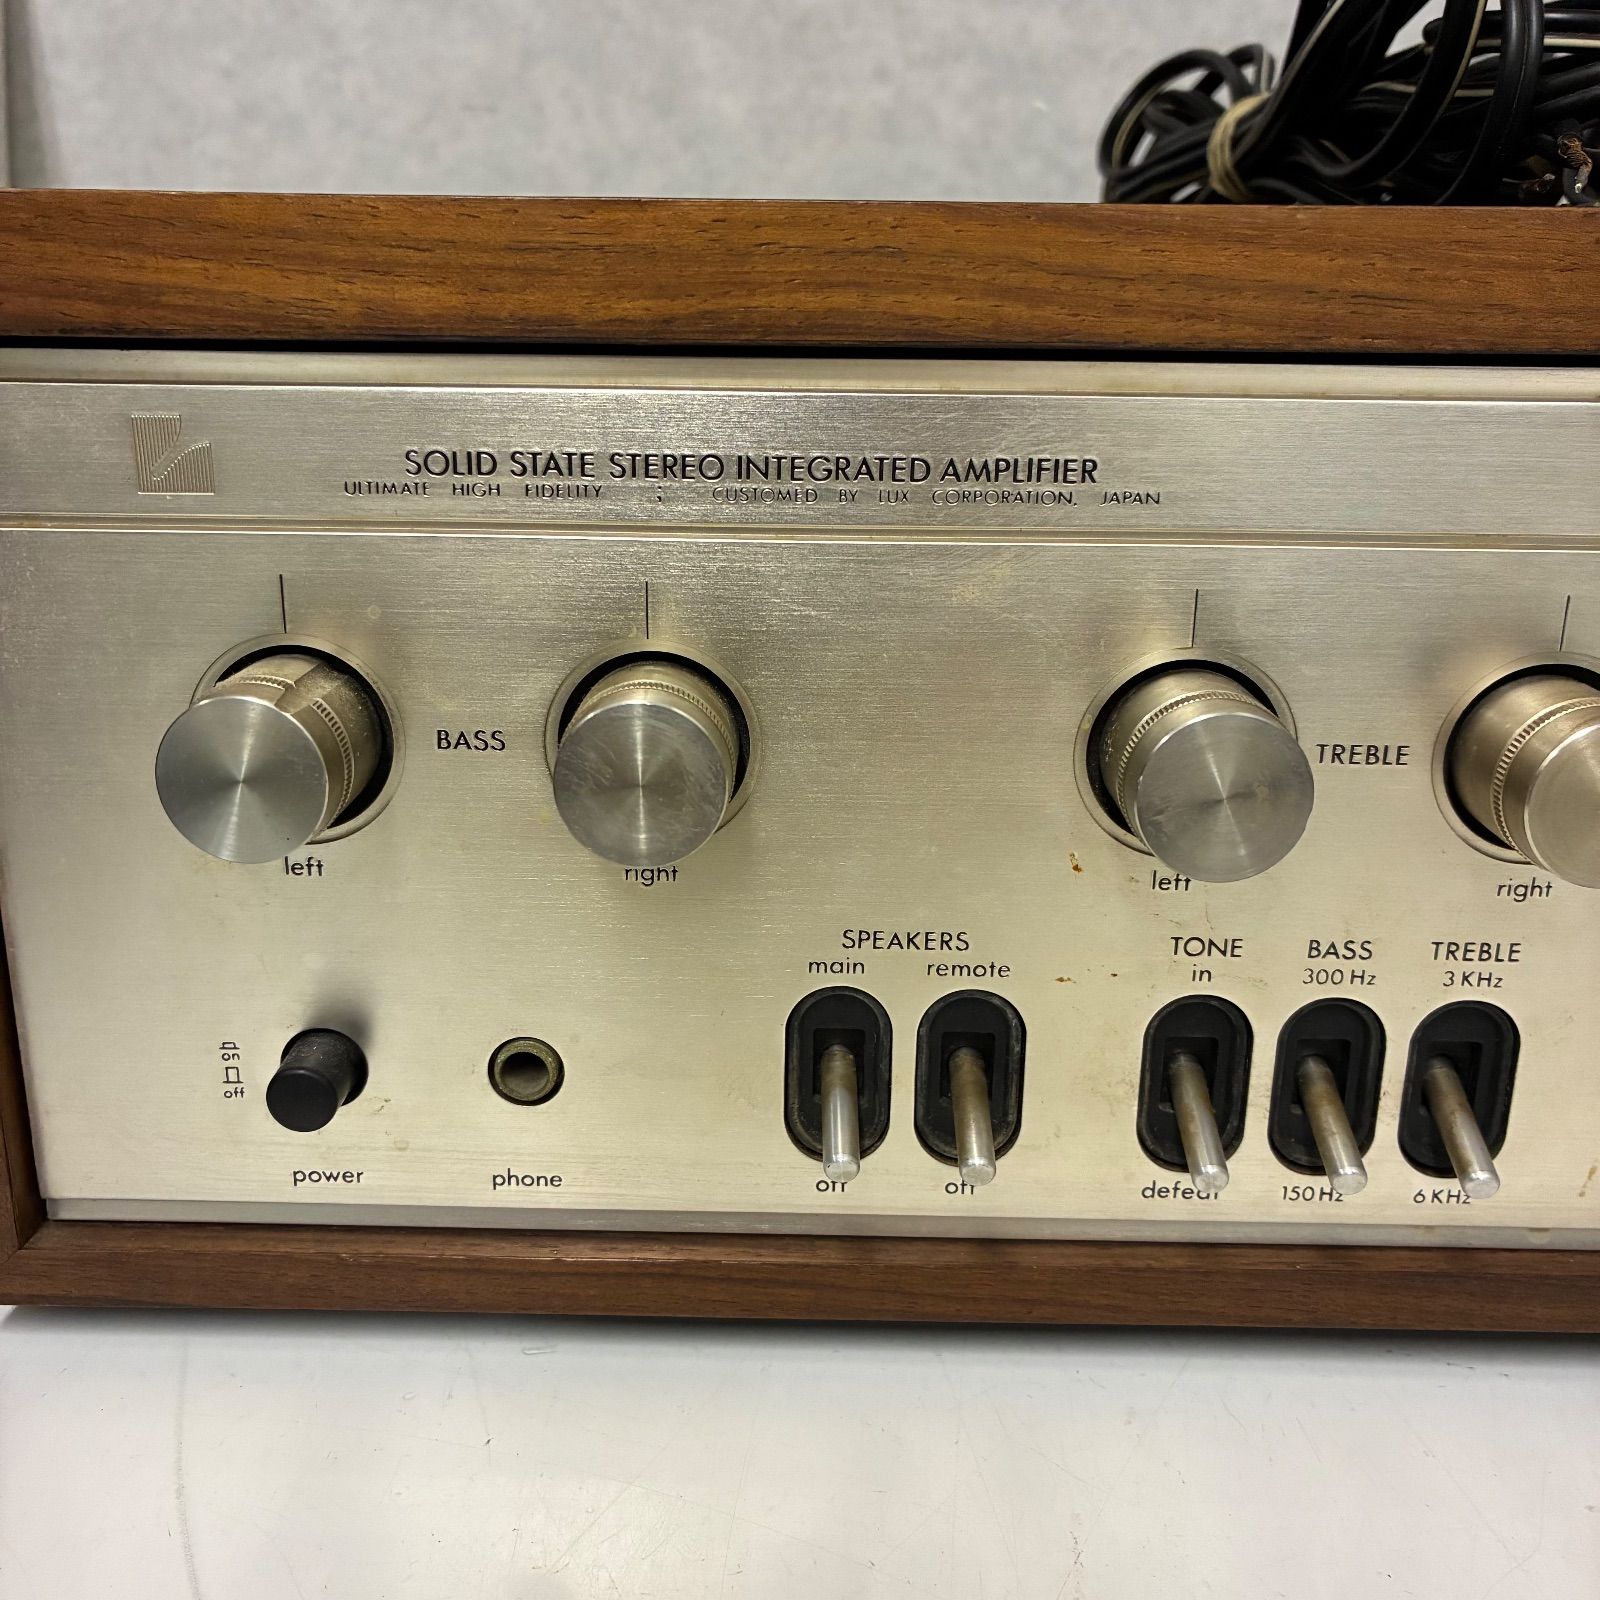 SOLID STATE STEREO INTEGRATED AMPLIFIER
ULTIMATE HIGH FIDELITY ; CUSTOMED BY LUX CORPORATION, JAPAN
BASS
TREBLE
left
right
left
right
SPEAKERS
main remote
TONE
in
BASS
300 Hz
TREBLE
3 KHz
on
off
power
phone
off
off
defeat
150 Hz
6 KHz